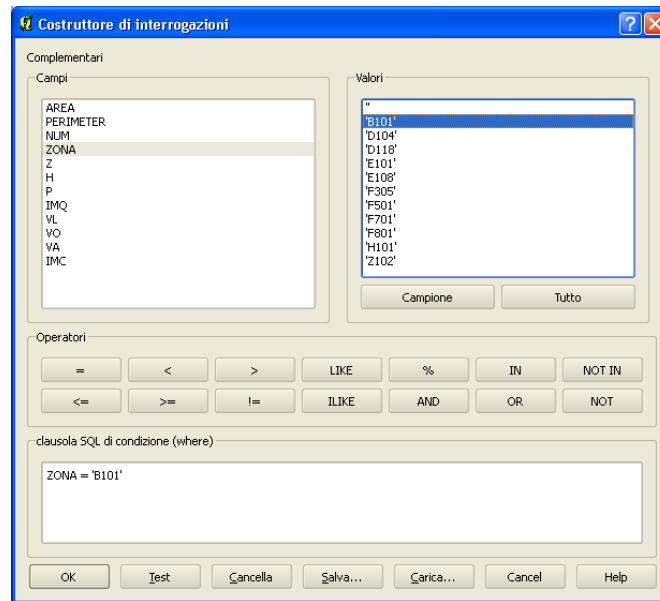 Costruttore di interrogazioni
Complementari
Campi
AREA
PERIMETER
NUM
ZONA
Z
H
P
IMQ
VL
VO
VA
IMC
Valori
''
'B101'
'D104'
'D118'
'E101'
'E108'
'F305'
'F501'
'F701'
'F801'
'H101'
'Z102'
Campione Tutto
Operatori
= < > LIKE % IN NOT IN
<= >= != ILIKE AND OR NOT
clausola SQL di condizione (where)
ZONA = 'B101'
OK Test Cancella Salva... Carica... Cancel Help